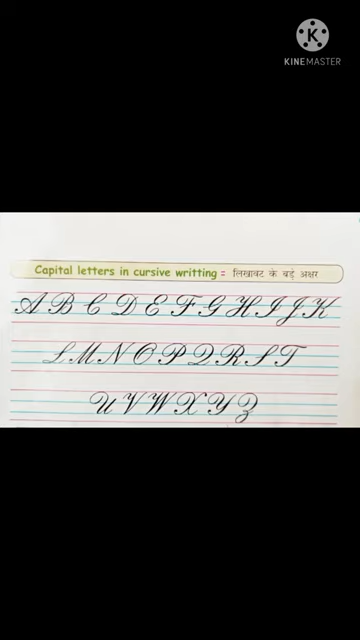 KINEMASTER
Capital letters in cursive writting = लिखावट के बड़े अक्षर
A B C D E F G H I J K
L M N O P Q R S T
U V W X Y Z